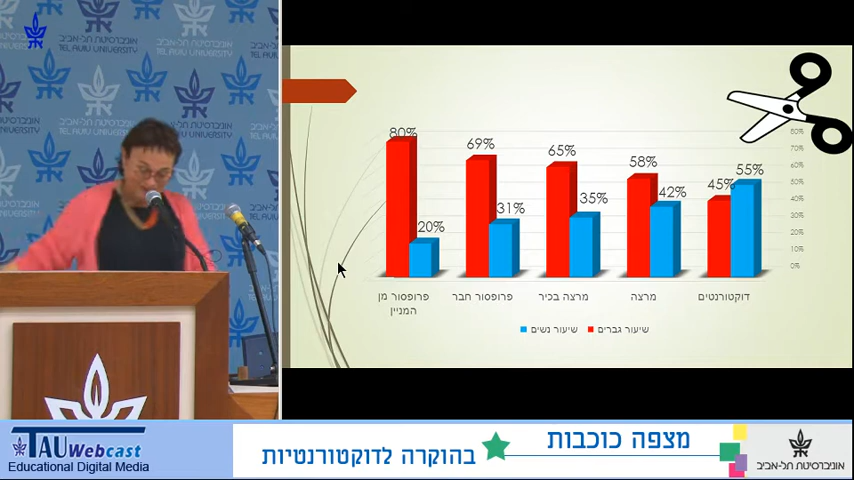 אוניברסיטת תל-אביב
TEL AVIV UNIVERSITY
80%
69%
65%
58%
45%
55%
20%
31%
35%
42%
80%
70%
60%
50%
40%
30%
20%
10%
0%
פרופסור מן המניין
פרופסור חבר
מרצה בכיר
מרצה
דוקטורנטים
שיעור גברים
שיעור נשים
TAU Webcast
Educational Digital Media
מצפה כוכבות
בהוקרה לדוקטורנטיות
אוניברסיטת תל-אביב